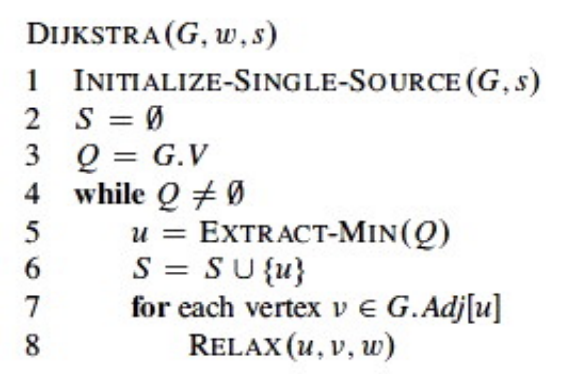 DIJKSTRA(G, w, s)
1 INITIALIZE-SINGLE-SOURCE(G, s)
2 S = ∅
3 Q = G.V
4 while Q ≠ ∅
5 u = EXTRACT-MIN(Q)
6 S = S ∪ {u}
7 for each vertex v ∈ G.Adj[u]
8 RELAX(u, v, w)